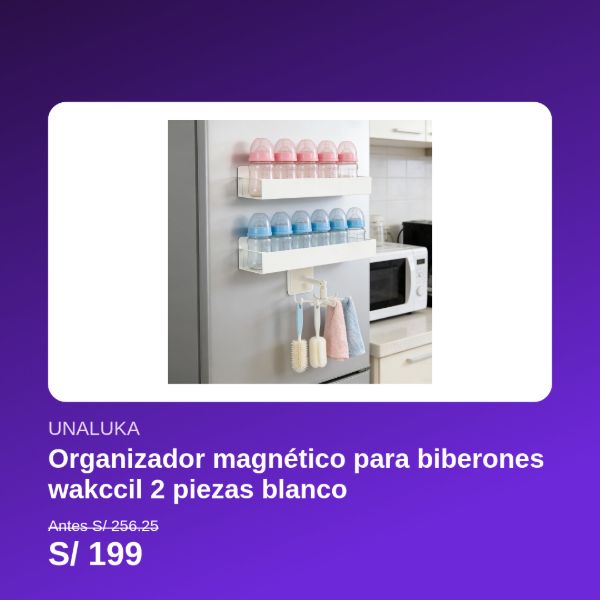 UNALUKA
Organizador magnético para biberones
wakccil 2 piezas blanco
Antes S/ 256.25
S/ 199